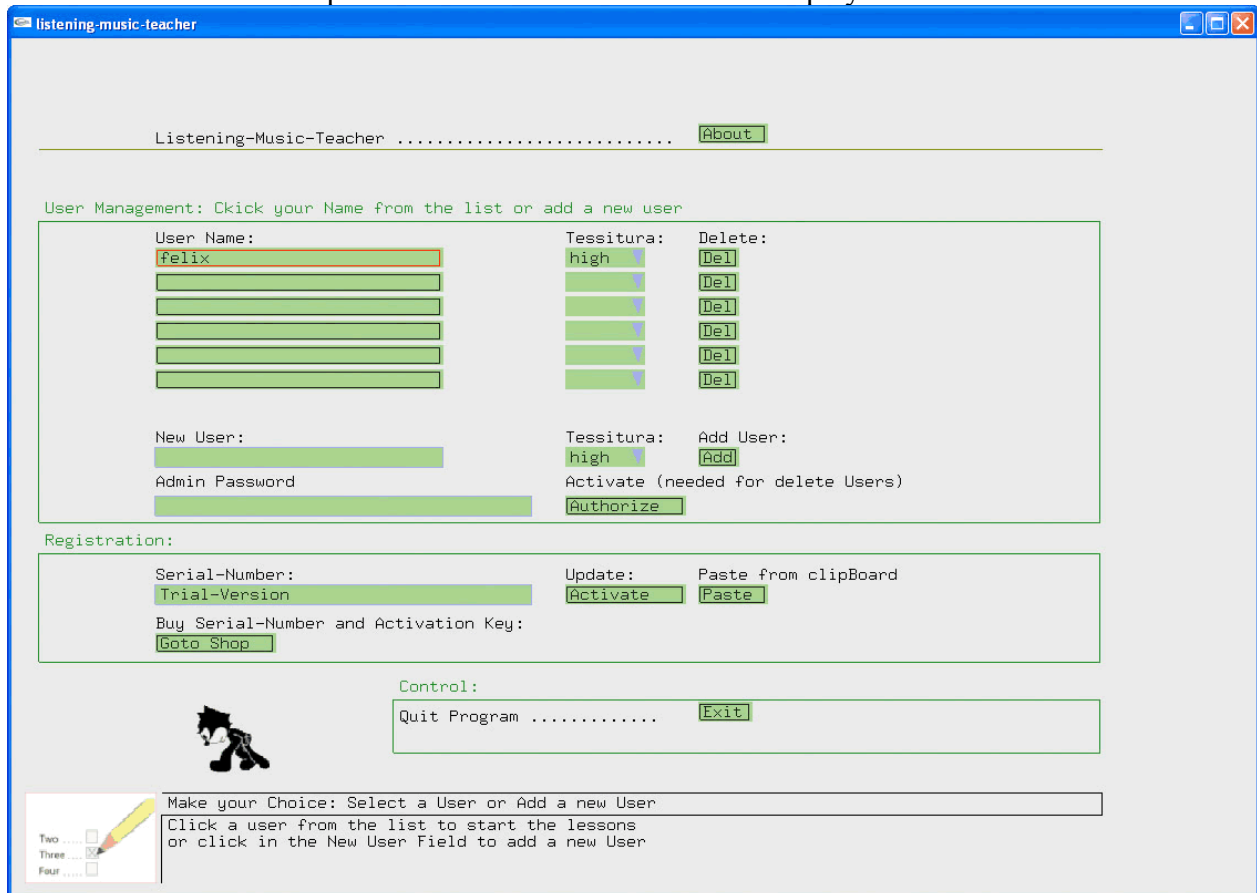 listening-music-teacher
Listening-Music-Teacher ............................ About
User Management: Ckick your Name from the list or add a new user
User Name: Tessitura: Delete:
felix high Del
Del
Del
Del
Del
Del
New User: Tessitura: Add User:
high Add
Admin Password Activate (needed for delete Users)
Authorize
Registration:
Serial-Number: Update: Paste from clipBoard
Trial-Version Activate Paste
Buy Serial-Number and Activation Key:
Goto Shop
Control:
Quit Program ............. Exit
Make your Choice: Select a User or Add a new User
Click a user from the list to start the lessons
or click in the New User Field to add a new User
Two .....
Three ....
Four .....